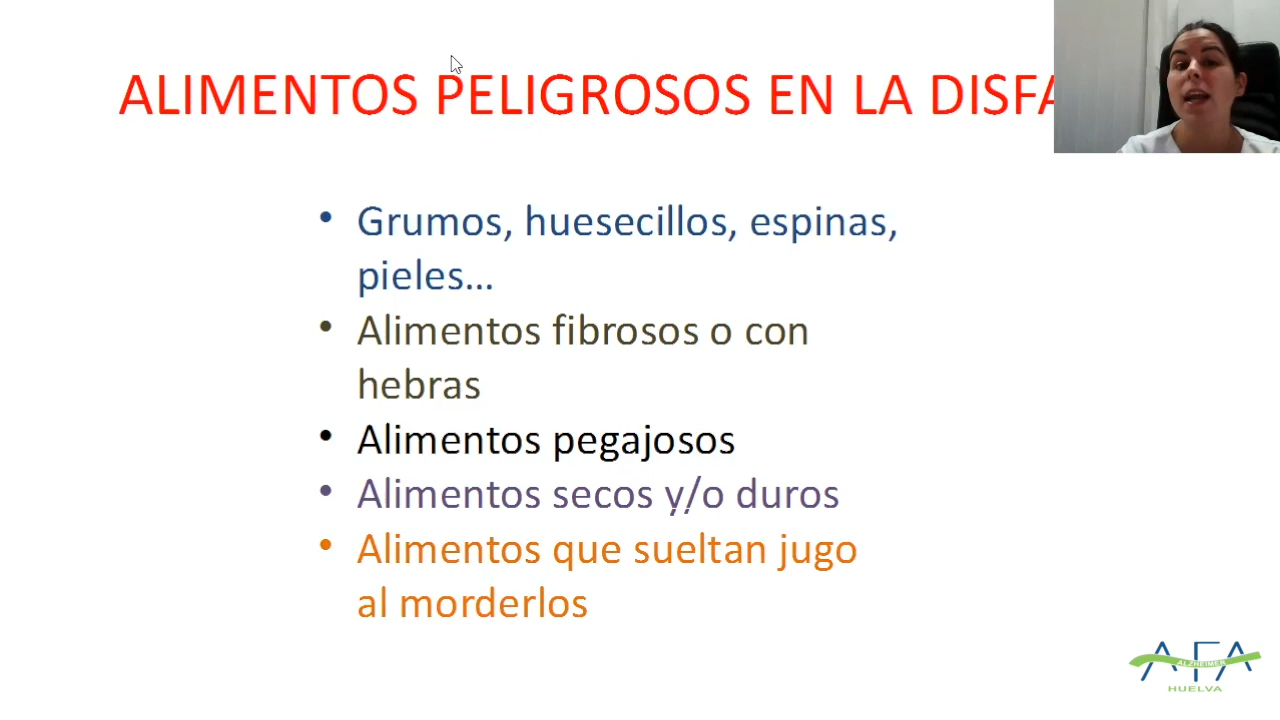 ALIMENTOS PELIGROSOS EN LA DISFA
• Grumos, huesecillos, espinas,
pieles...
• Alimentos fibrosos o con
hebras
• Alimentos pegajosos
• Alimentos secos y/o duros
• Alimentos que sueltan jugo
al morderlos
AFA
ALZHEIMER
HUELVA